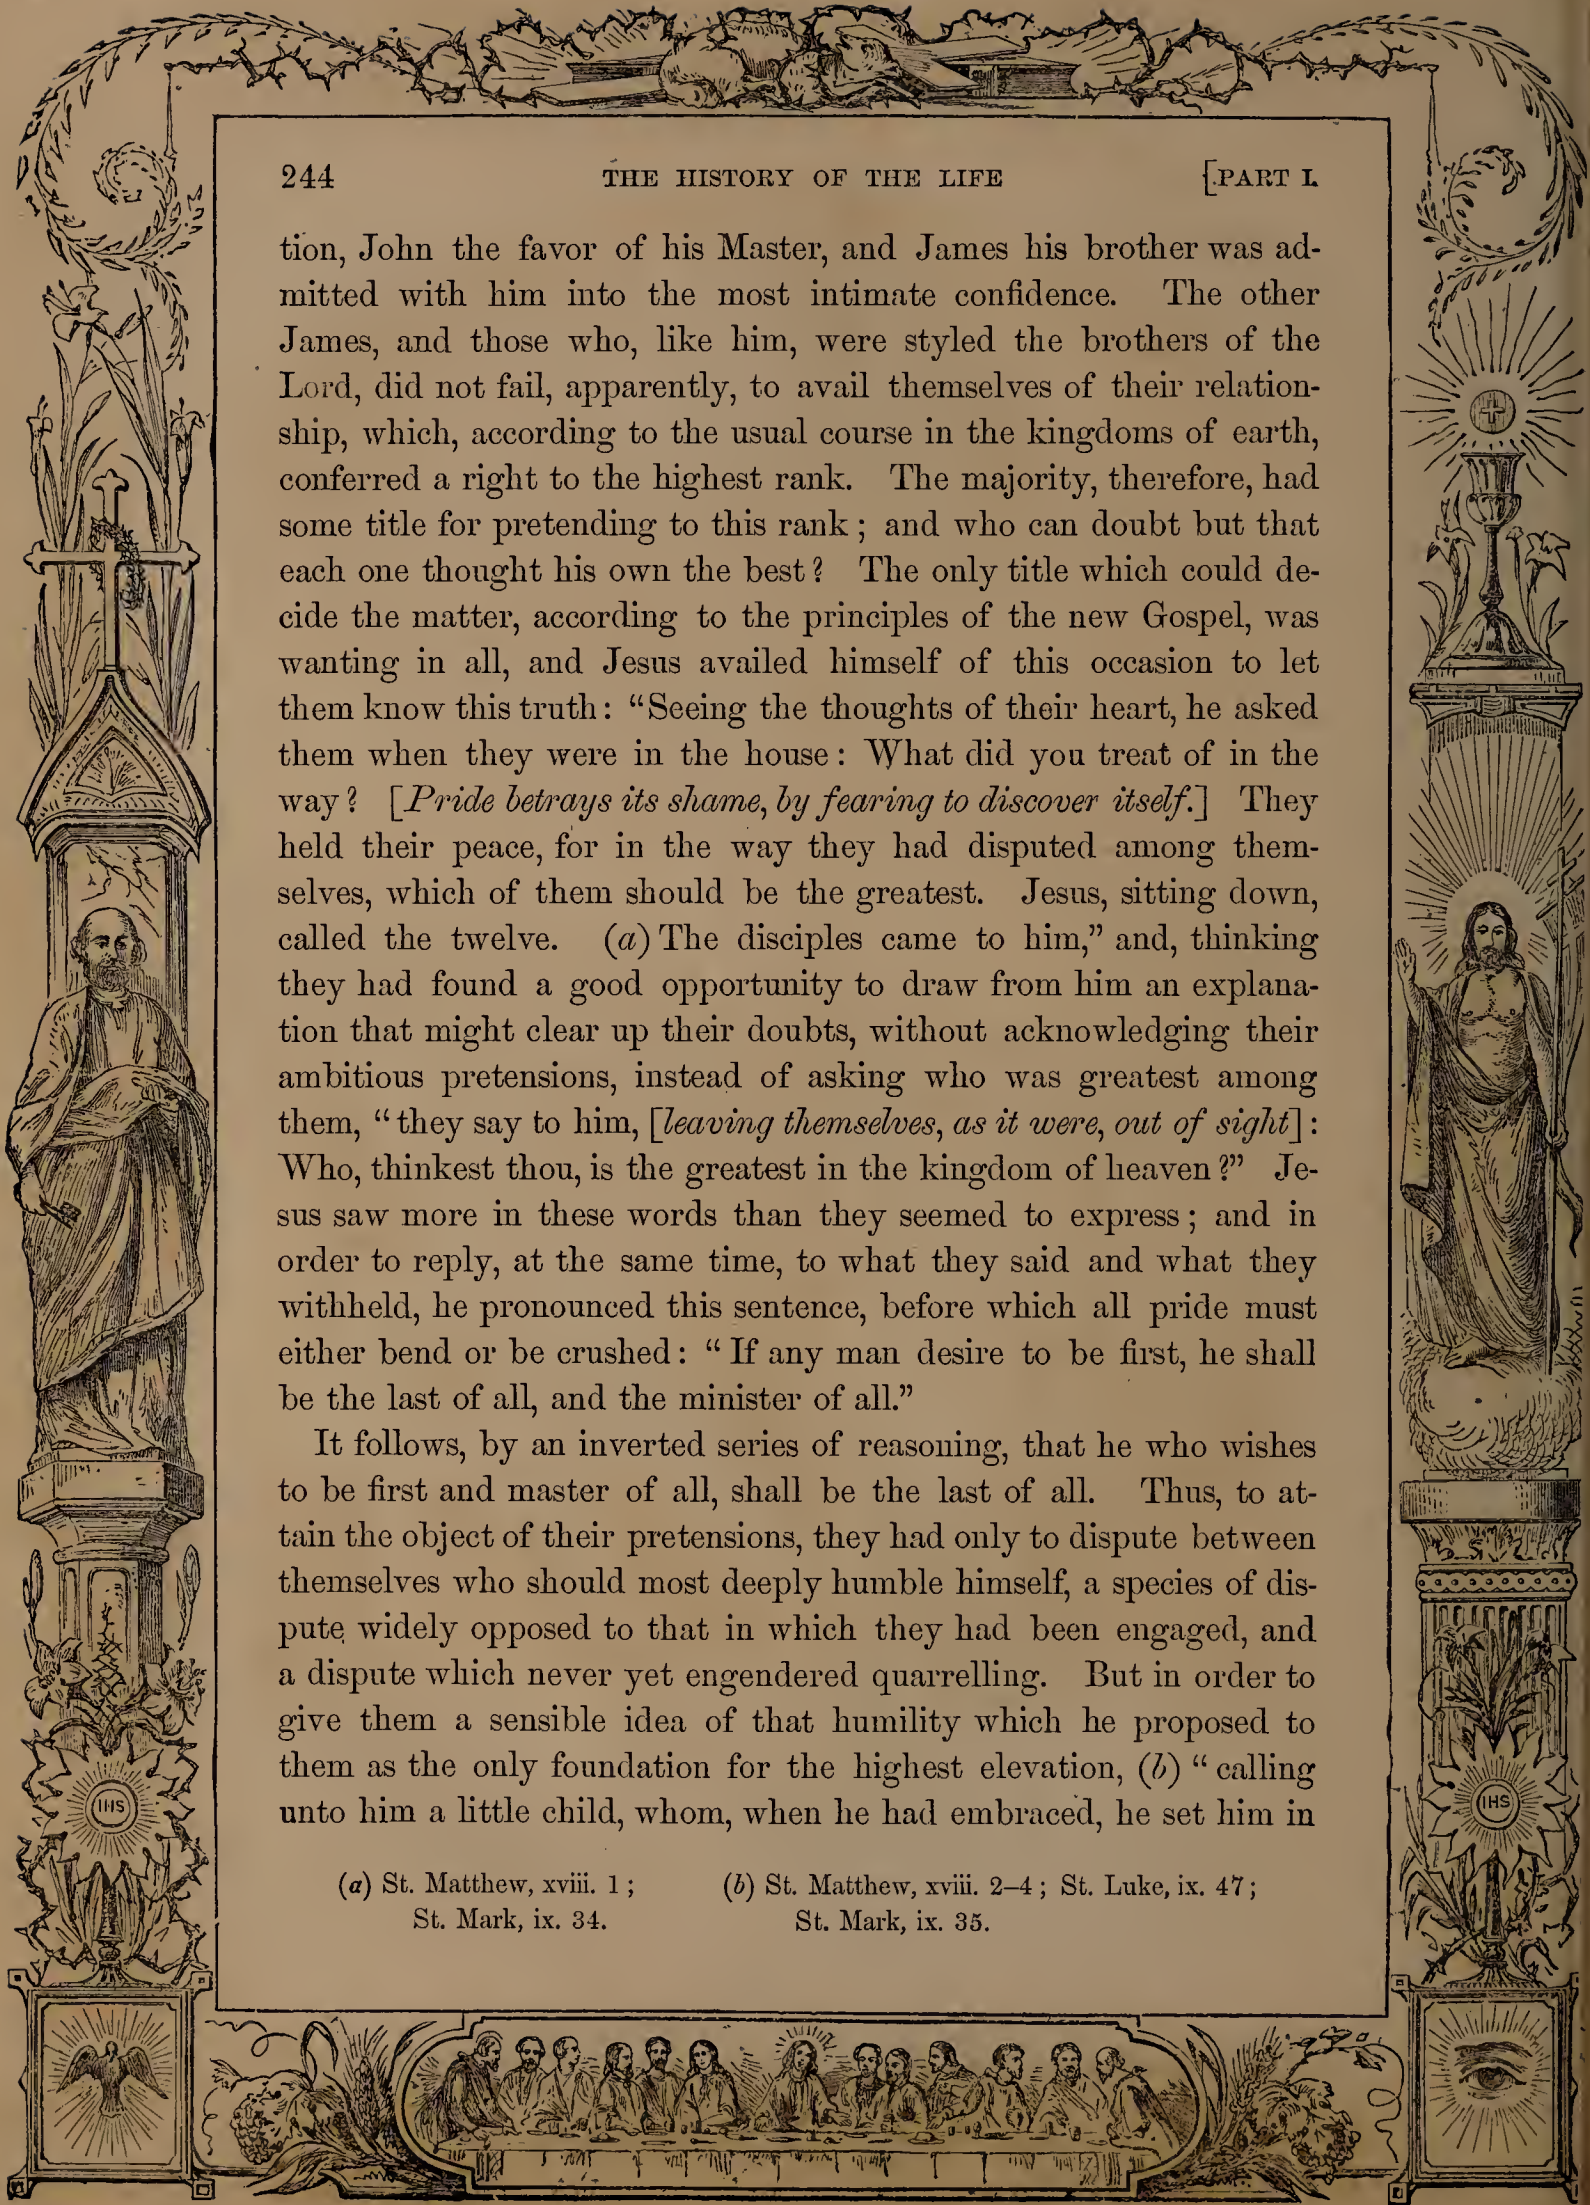 244 THE HISTORY OF THE LIFE [PART I.
tion, John the favor of his Master, and James his brother was ad-
mitted with him into the most intimate confidence. The other
James, and those who, like him, were styled the brothers of the
Lord, did not fail, apparently, to avail themselves of their relation-
ship, which, according to the usual course in the kingdoms of earth,
conferred a right to the highest rank. The majority, therefore, had
some title for pretending to this rank; and who can doubt but that
each one thought his own the best? The only title which could de-
cide the matter, according to the principles of the new Gospel, was
wanting in all, and Jesus availed himself of this occasion to let
them know this truth: “Seeing the thoughts of their heart, he asked
them when they were in the house: What did you treat of in the
way? [Pride betrays its shame, by fearing to discover itself.] They
held their peace, for in the way they had disputed among them-
selves, which of them should be the greatest. Jesus, sitting down,
called the twelve. (a) The disciples came to him,” and, thinking
they had found a good opportunity to draw from him an explana-
tion that might clear up their doubts, without acknowledging their
ambitious pretensions, instead of asking who was greatest among
them, “they say to him, [leaving themselves, as it were, out of sight]:
Who, thinkest thou, is the greatest in the kingdom of heaven?” Je-
sus saw more in these words than they seemed to express; and in
order to reply, at the same time, to what they said and what they
withheld, he pronounced this sentence, before which all pride must
either bend or be crushed: “If any man desire to be first, he shall
be the last of all, and the minister of all.”
It follows, by an inverted series of reasoning, that he who wishes
to be first and master of all, shall be the last of all. Thus, to at-
tain the object of their pretensions, they had only to dispute between
themselves who should most deeply humble himself, a species of dis-
pute widely opposed to that in which they had been engaged, and
a dispute which never yet engendered quarrelling. But in order to
give them a sensible idea of that humility which he proposed to
them as the only foundation for the highest elevation, (b) “calling
unto him a little child, whom, when he had embraced, he set him in
(a) St. Matthew, xviii. 1;
St. Mark, ix. 34.
(b) St. Matthew, xviii. 2–4; St. Luke, ix. 47;
St. Mark, ix. 35.
IHS
IHS